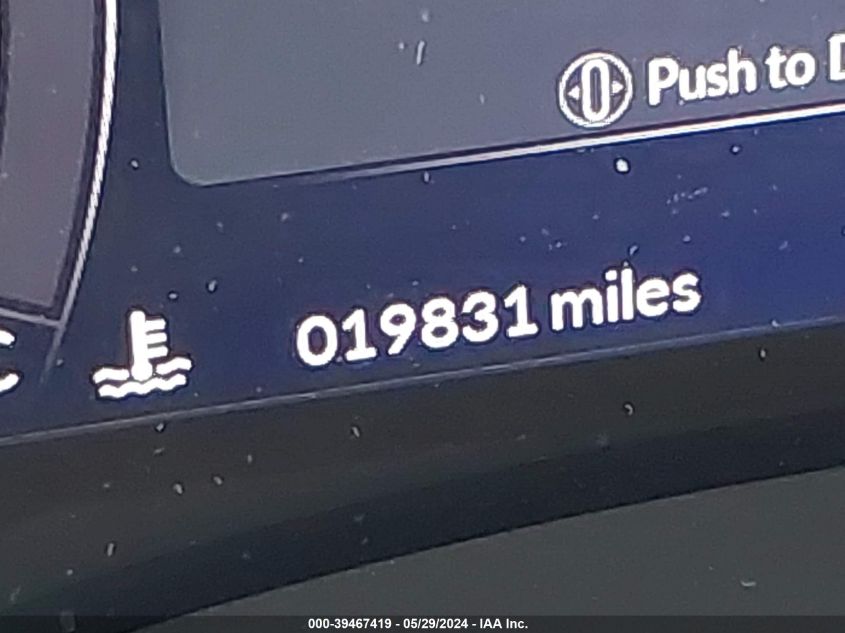 Push to D
019831 miles
C
000-39467419 - 05/29/2024 - IAA Inc.